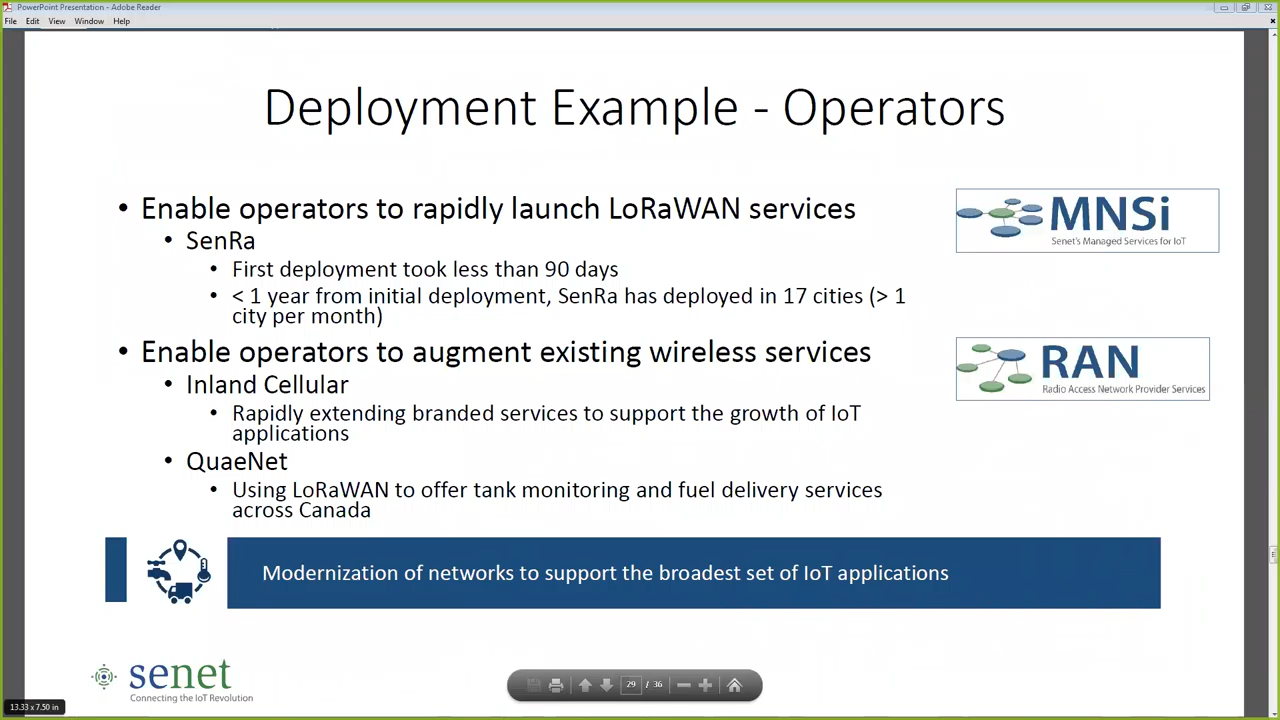 PowerPoint Presentation - Adobe Reader
File Edit View Window Help
Deployment Example - Operators
• Enable operators to rapidly launch LoRaWAN services
• SenRa
• First deployment took less than 90 days
• < 1 year from initial deployment, SenRa has deployed in 17 cities (> 1
city per month)
• Enable operators to augment existing wireless services
• Inland Cellular
• Rapidly extending branded services to support the growth of IoT
applications
• QuaeNet
• Using LoRaWAN to offer tank monitoring and fuel delivery services
across Canada
MNSi
Senet's Managed Services for IoT
RAN
Radio Access Network Provider Services
Modernization of networks to support the broadest set of IoT applications
senet
Connecting the IoT Revolution
29 / 36
13.33 x 7.50 in